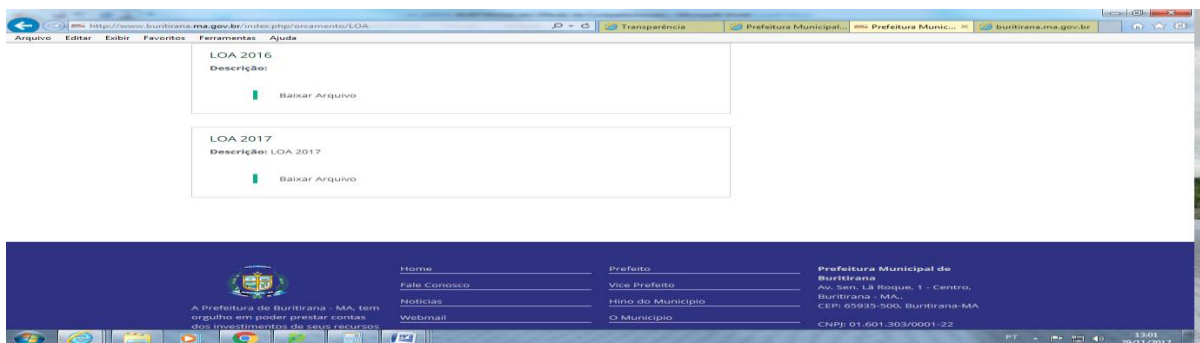 http://www.buritirana.ma.gov.br/index.php/orcamento/LOA
Transparência
Prefeitura Municipal...
Prefeitura Munic...
buritirana.ma.gov.br
Arquivo Editar Exibir Favoritos Ferramentas Ajuda
LOA 2016
Descrição:
Baixar Arquivo
LOA 2017
Descrição: LOA 2017
Baixar Arquivo
A Prefeitura de Buritirana - MA, tem
orgulho em poder prestar contas
dos investimentos de seus recursos
Home
Fale Conosco
Notícias
Webmail
Prefeito
Vice Prefeito
Hino do Município
O Município
Prefeitura Municipal de
Buritirana
Av. Sen. Lá Roque, 1 - Centro,
Buritirana - MA..
CEP: 65935-500, Buritirana-MA
CNPJ: 01.601.303/0001-22
PT
13:01
29/11/2017